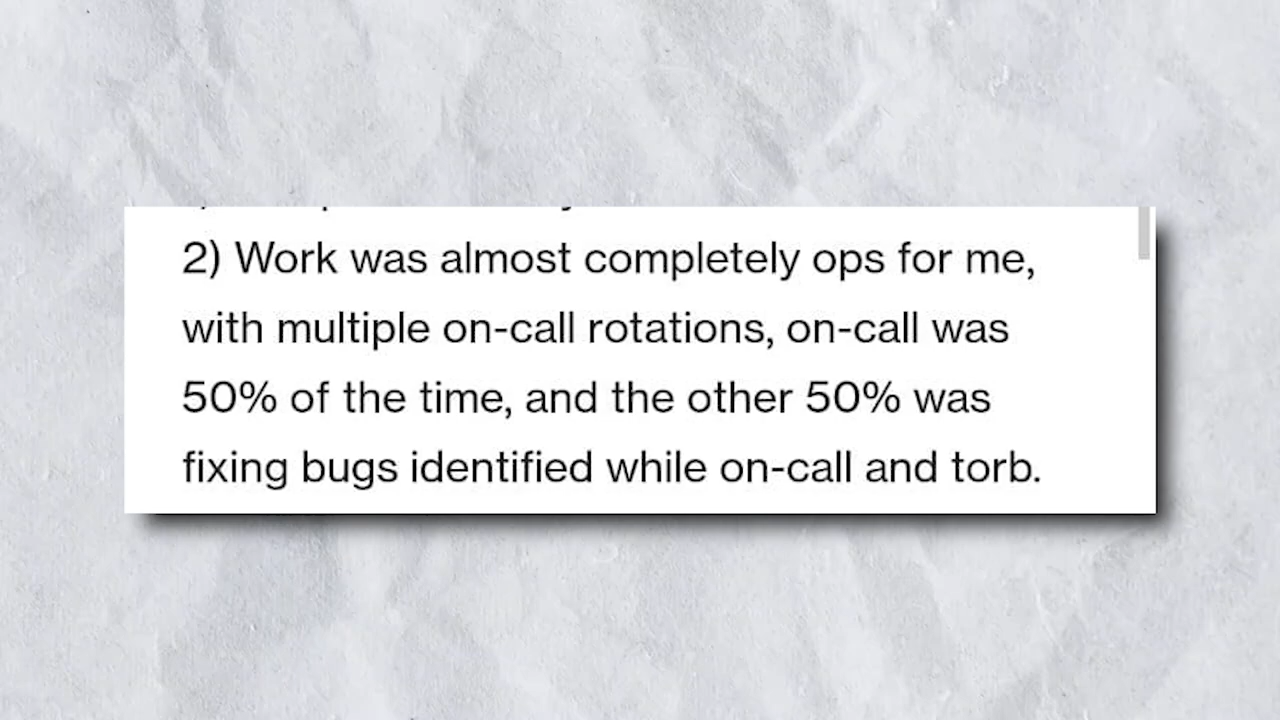 2) Work was almost completely ops for me,
with multiple on-call rotations, on-call was
50% of the time, and the other 50% was
fixing bugs identified while on-call and torb.